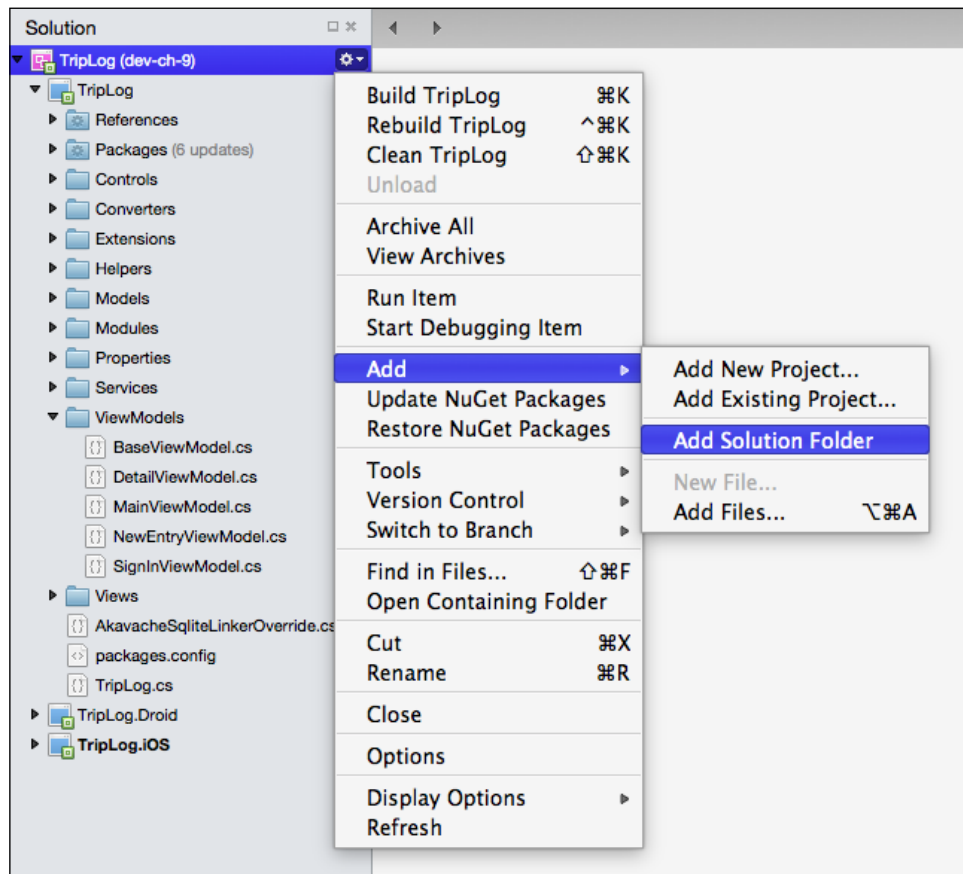 Solution
TripLog (dev-ch-9)
TripLog
References
Packages (6 updates)
Controls
Converters
Extensions
Helpers
Models
Modules
Properties
Services
ViewModels
BaseViewModel.cs
DetailViewModel.cs
MainViewModel.cs
NewEntryViewModel.cs
SignInViewModel.cs
Views
AkavacheSqliteLinkerOverride.cs
packages.config
TripLog.cs
TripLog.Droid
TripLog.iOS
Build TripLog ⌘K
Rebuild TripLog ^⌘K
Clean TripLog ⇧⌘K
Unload
Archive All
View Archives
Run Item
Start Debugging Item
Add
Update NuGet Packages
Restore NuGet Packages
Tools
Version Control
Switch to Branch
Find in Files... ⇧⌘F
Open Containing Folder
Cut ⌘X
Rename ⌘R
Close
Options
Display Options
Refresh
Add New Project...
Add Existing Project...
Add Solution Folder
New File...
Add Files... ⌥⌘A